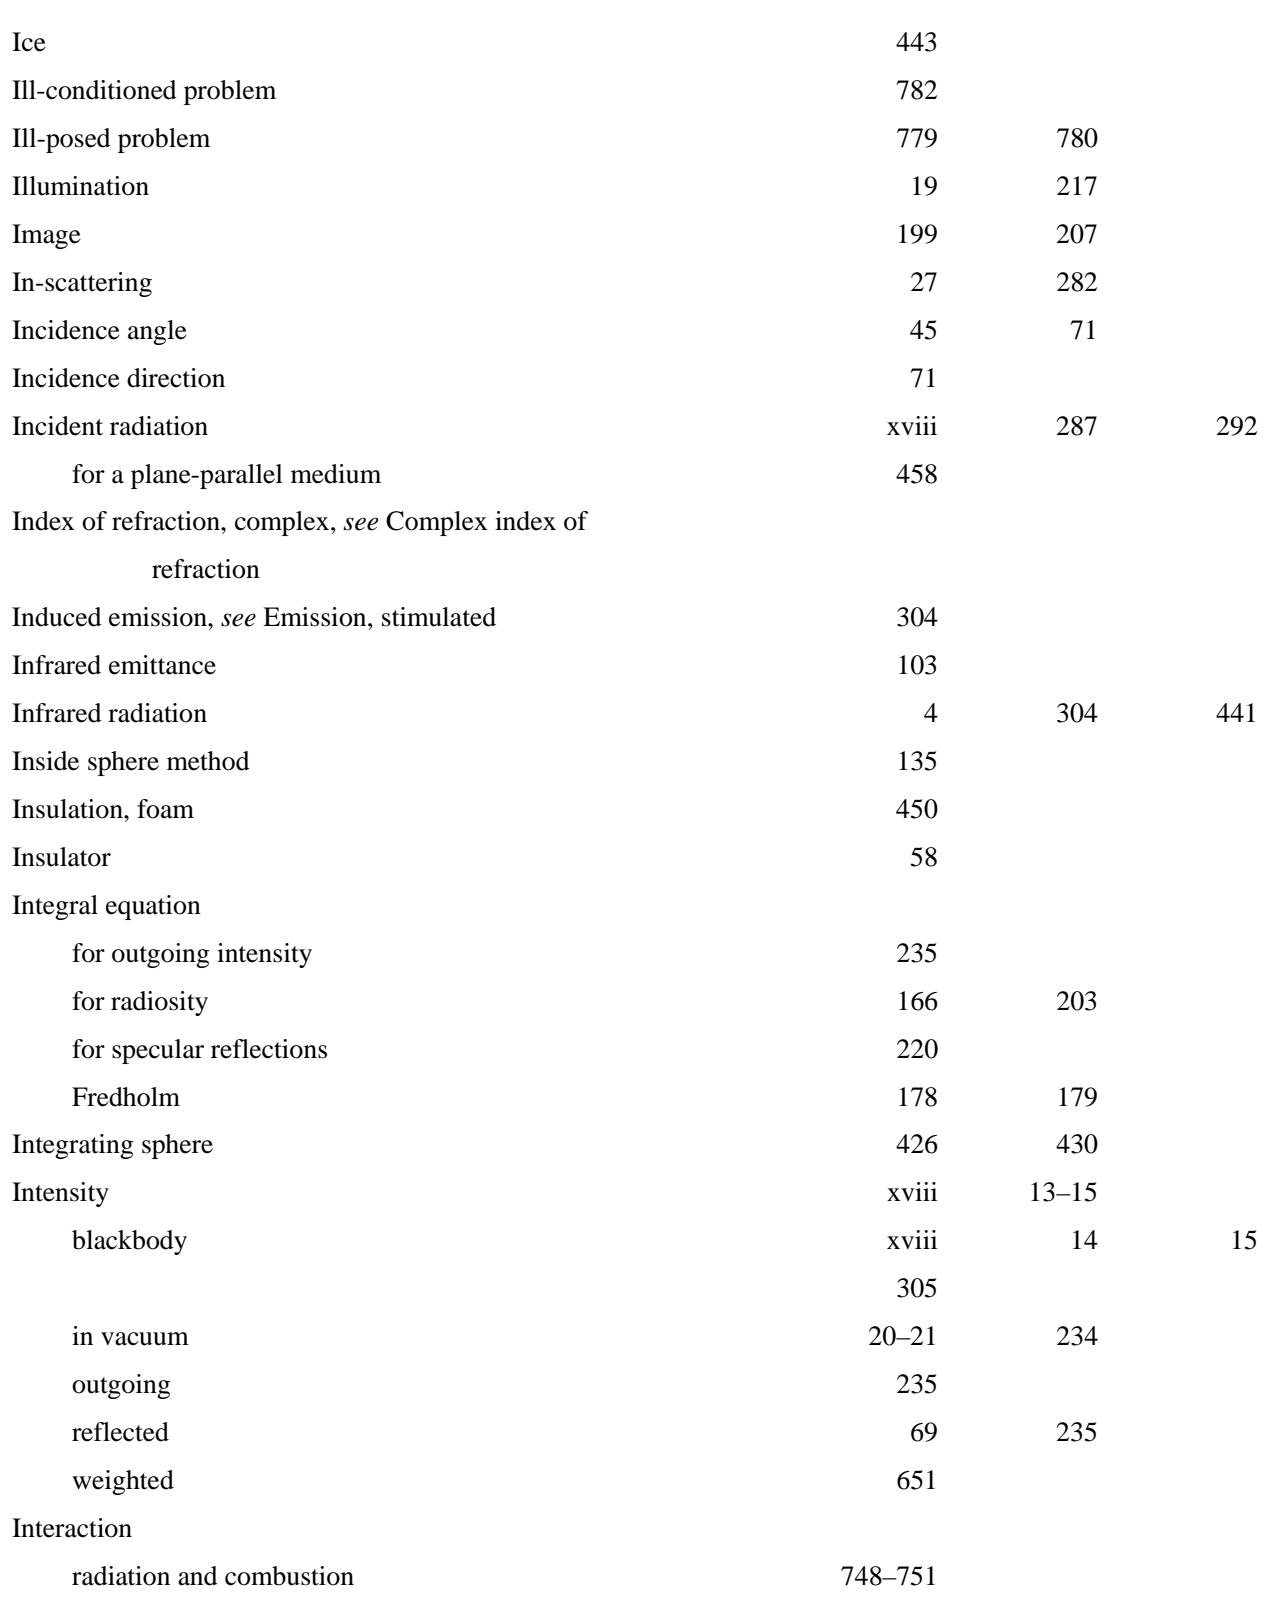 Ice 443
Ill-conditioned problem 782
Ill-posed problem 779 780
Illumination 19 217
Image 199 207
In-scattering 27 282
Incidence angle 45 71
Incidence direction 71
Incident radiation xviii 287 292
for a plane-parallel medium 458
Index of refraction, complex, see Complex index of
refraction
Induced emission, see Emission, stimulated 304
Infrared emittance 103
Infrared radiation 4 304 441
Inside sphere method 135
Insulation, foam 450
Insulator 58
Integral equation
for outgoing intensity 235
for radiosity 166 203
for specular reflections 220
Fredholm 178 179
Integrating sphere 426 430
Intensity xviii 13–15
blackbody xviii 14 15
305
in vacuum 20–21 234
outgoing 235
reflected 69 235
weighted 651
Interaction
radiation and combustion 748–751